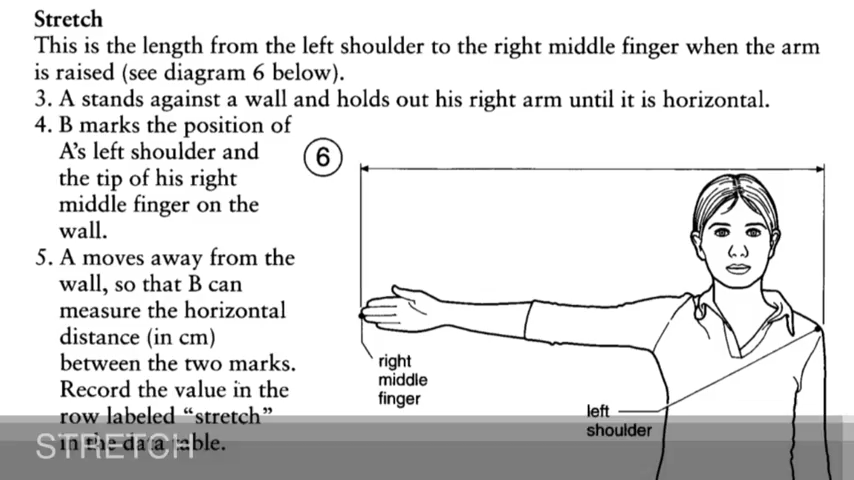 Stretch
This is the length from the left shoulder to the right middle finger when the arm
is raised (see diagram 6 below).
3. A stands against a wall and holds out his right arm until it is horizontal.
4. B marks the position of
A's left shoulder and
the tip of his right
middle finger on the
wall.
5. A moves away from the
wall, so that B can
measure the horizontal
distance (in cm)
between the two marks.
Record the value in the
row labeled “stretch”
in the data table.
6
right
middle
finger
left
shoulder
STRETCH